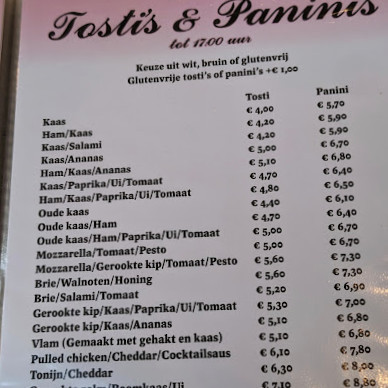 Tosti's & Panini's
tot 17.00 uur
Keuze uit wit, bruin of glutenvrij
Glutenvrije tosti's of panini's +€ 1,00
Tosti Panini
Kaas € 4,00 € 5,70
Ham/Kaas € 4,20 € 5,90
Kaas/Salami € 4,20 € 5,90
Kaas/Ananas € 5,00 € 6,70
Ham/Kaas/Ananas € 5,10 € 6,80
Kaas/Paprika/Ui/Tomaat € 4,70 € 6,40
Ham/Kaas/Paprika/Ui/Tomaat € 4,80 € 6,50
Oude kaas € 4,40 € 6,10
Oude kaas/Ham € 4,70 € 6,40
Oude kaas/Ham/Paprika/Ui/Tomaat € 5,00 € 6,70
Mozzarella/Tomaat/Pesto € 5,00 € 6,70
Mozzarella/Gerookte kip/Tomaat/Pesto € 5,60 € 7,30
Brie/Walnoten/Honing € 5,60 € 7,30
Brie/Salami/Tomaat € 5,20 € 6,90
Gerookte kip/Kaas/Paprika/Ui/Tomaat € 5,30 € 7,00
Gerookte kip/Kaas/Ananas € 5,10 € 6,80
Vlam (Gemaakt met gehakt en kaas) € 5,10 € 6,80
Pulled chicken/Cheddar/Cocktailsaus € 6,10 € 7,80
Tonijn/Cheddar € 6,30 € 8,00
€ 7,10 € 8,80